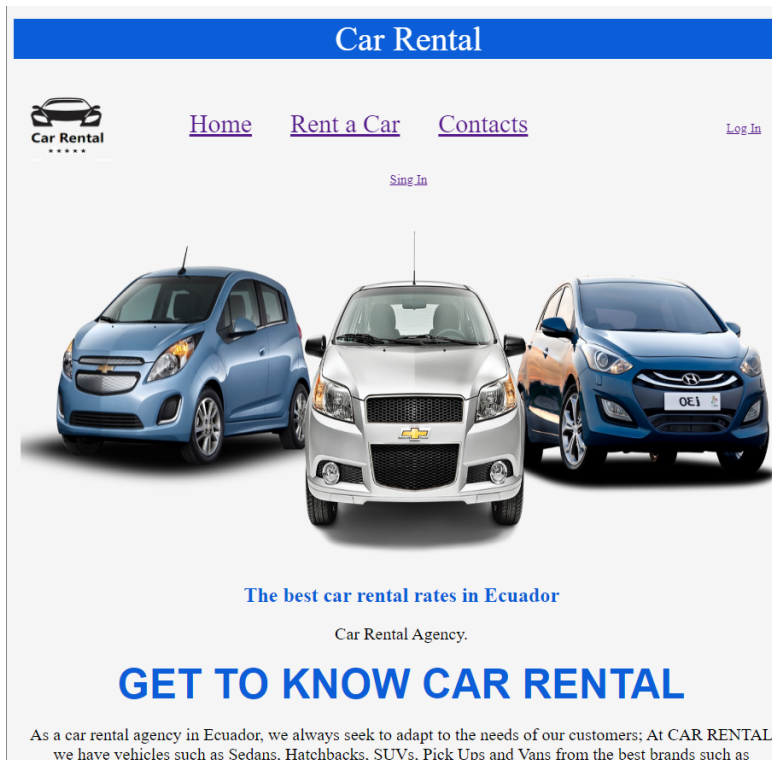 Car Rental
Car Rental
Home Rent a Car Contacts
Log In
Sing In
The best car rental rates in Ecuador
Car Rental Agency.
GET TO KNOW CAR RENTAL
As a car rental agency in Ecuador, we always seek to adapt to the needs of our customers; At CAR RENTAL
we have vehicles such as Sedans, Hatchbacks, SUVs, Pick Ups and Vans from the best brands such as